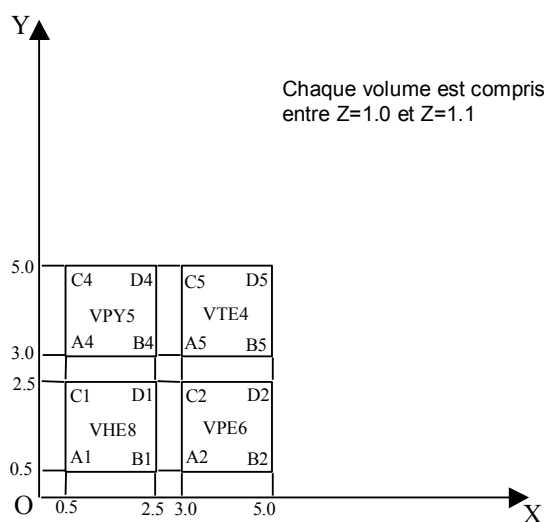 Y
Chaque volume est compris
entre Z=1.0 et Z=1.1
5.0
C4 D4 C5 D5
VPY5 VTE4
A4 B4 A5 B5
3.0
2.5
C1 D1 C2 D2
VHE8 VPE6
A1 B1 A2 B2
0.5
O 0.5 2.5 3.0 5.0 X